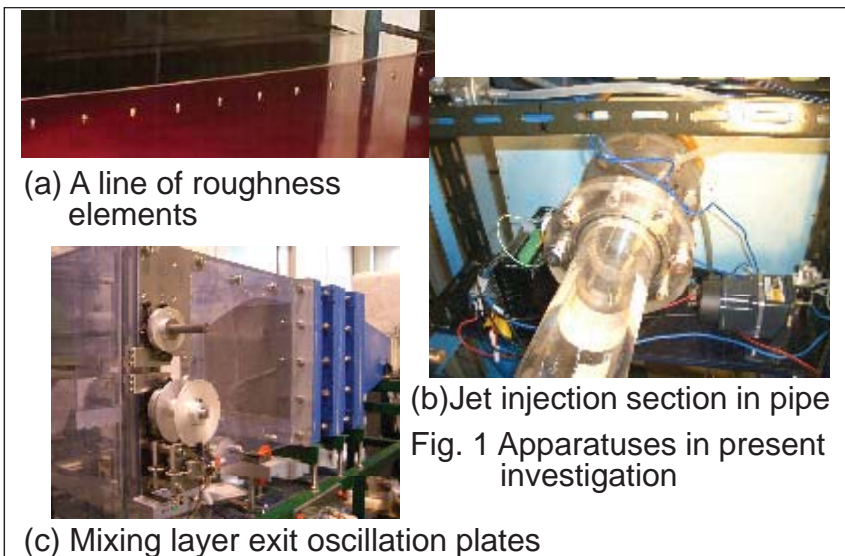 (a) A line of roughness
elements
(b)Jet injection section in pipe
Fig. 1 Apparatuses in present
investigation
(c) Mixing layer exit oscillation plates